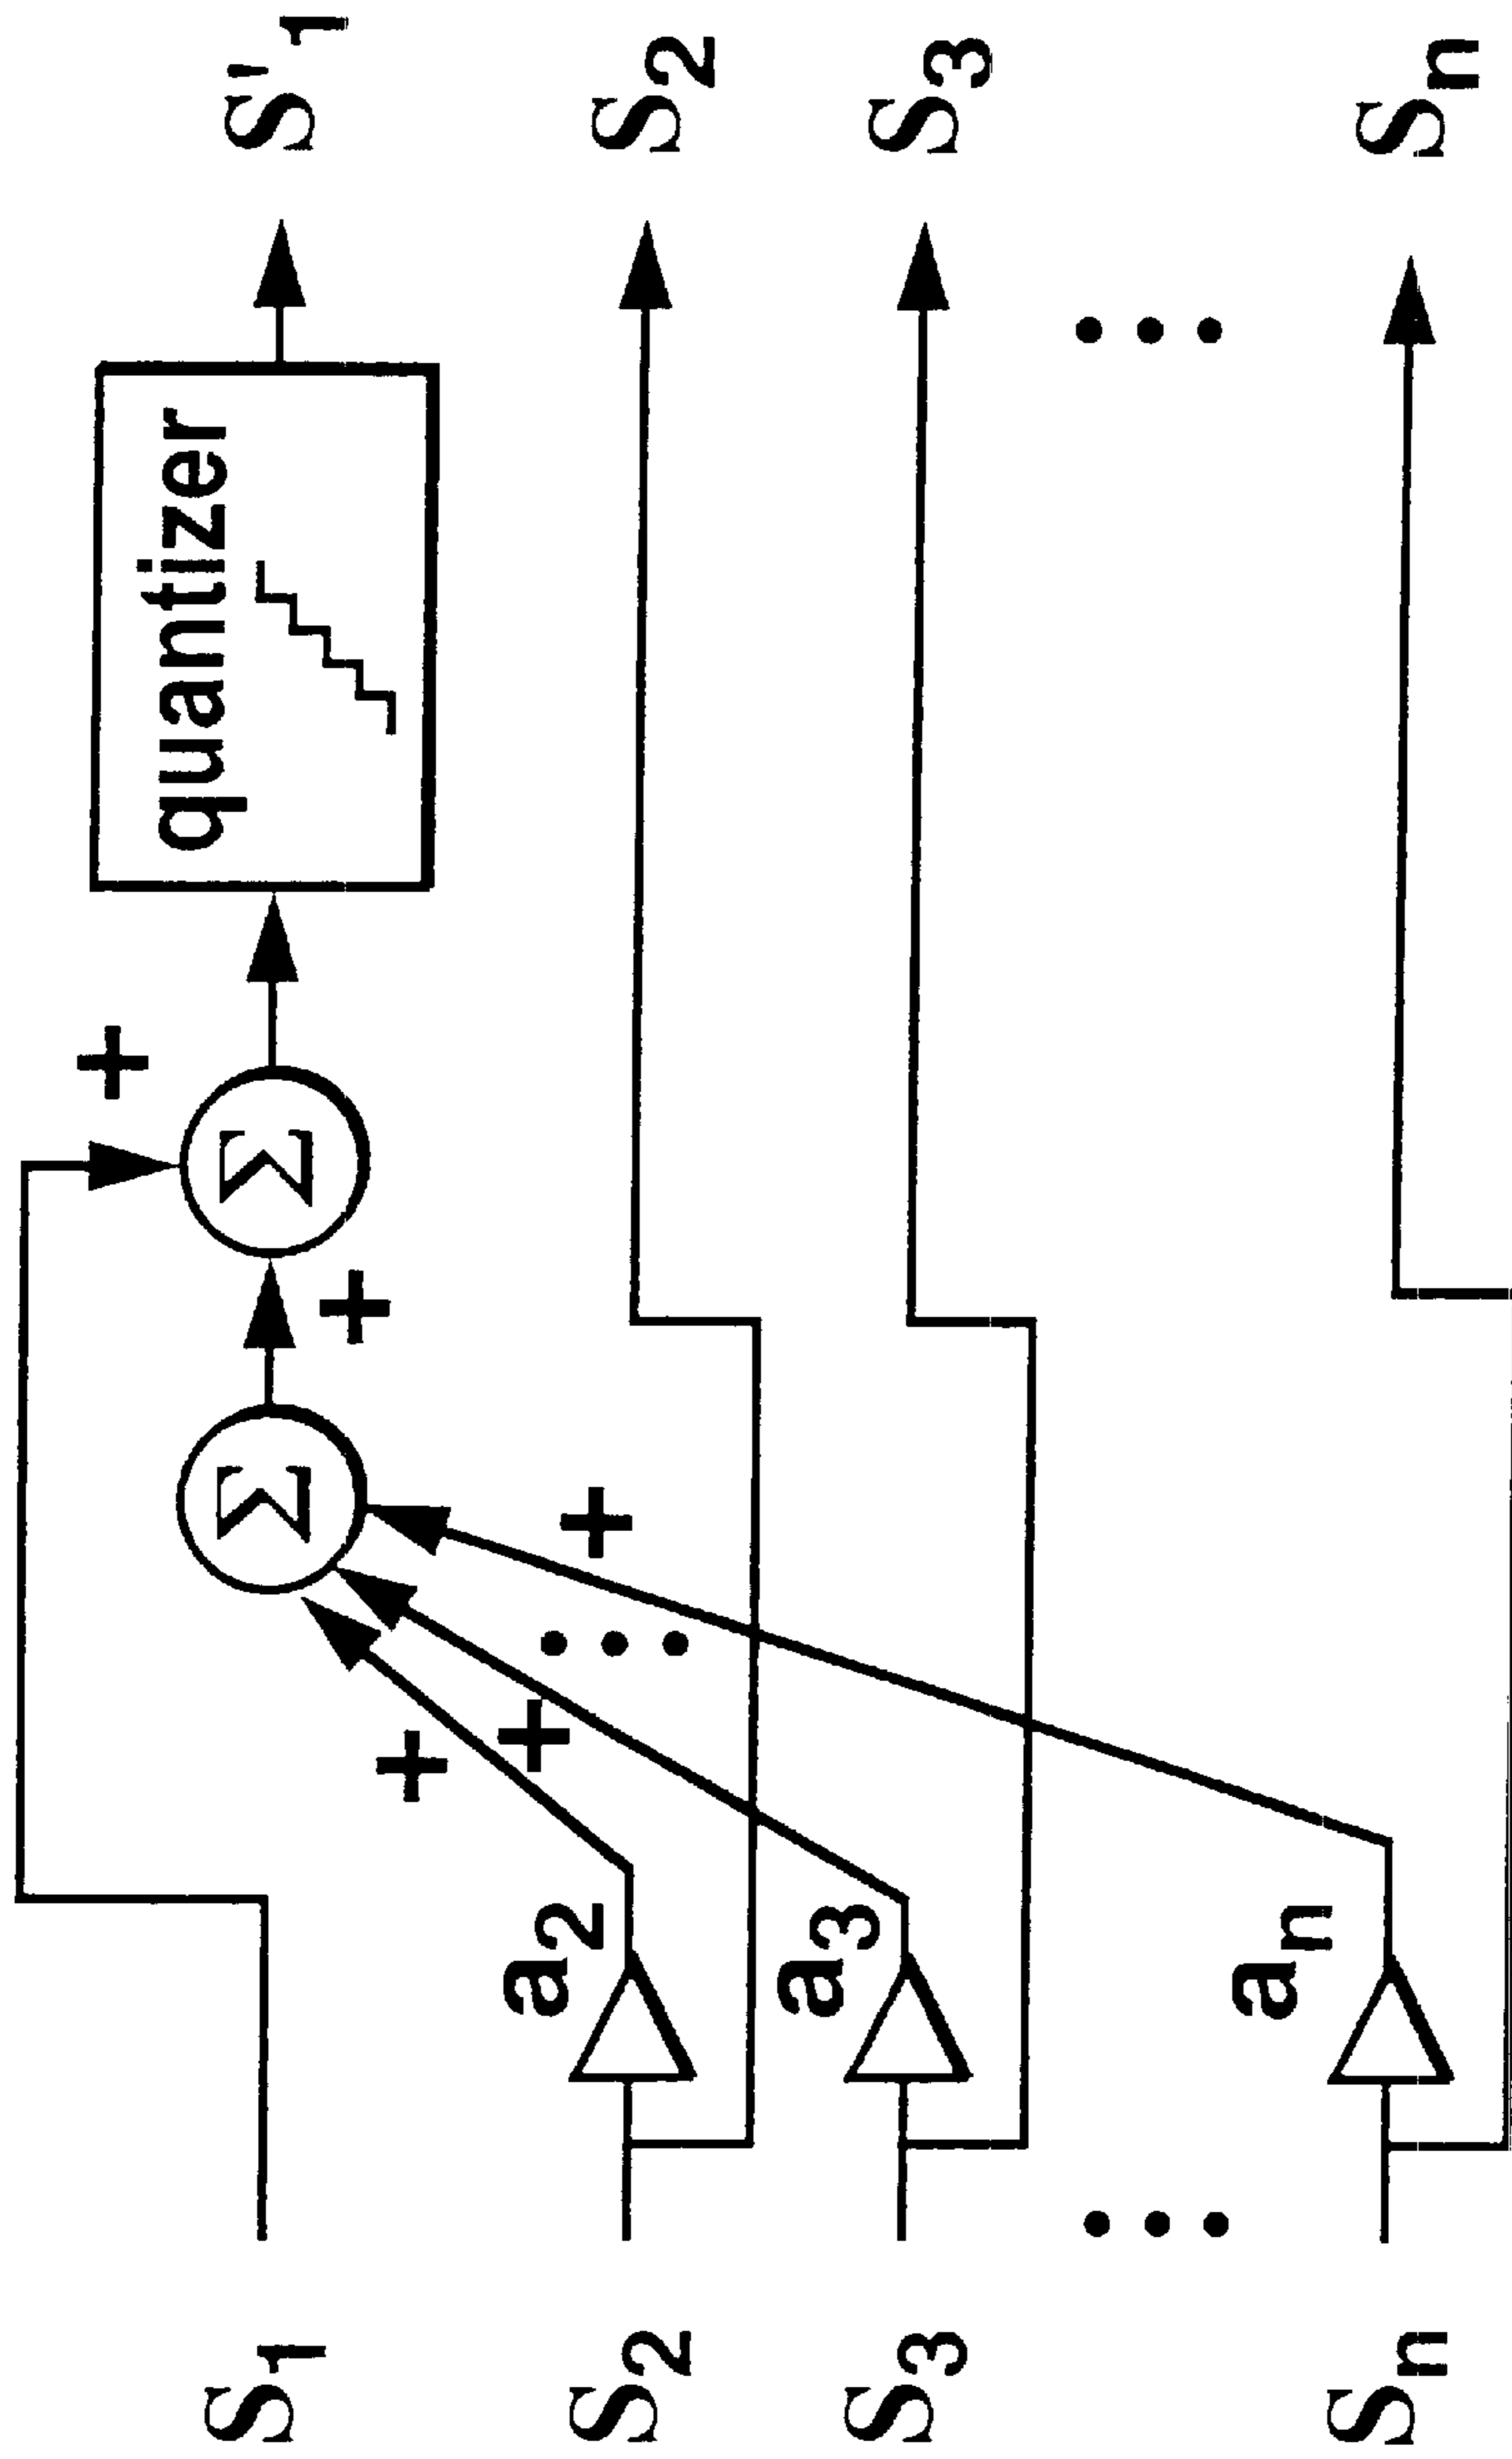 S1
S2
S3
Sn
a2
a3
an
+
+
+
Σ
+
Σ
+
quantizer
S'1
S2
S3
Sn